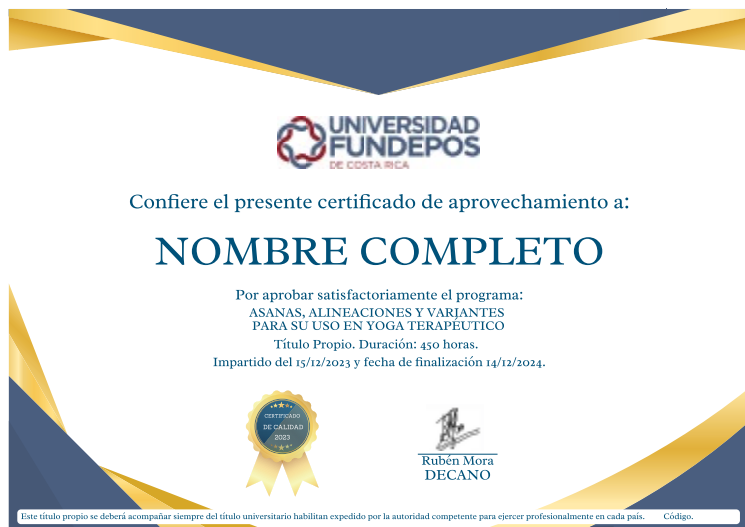 UNIVERSIDAD
FUNDEPOS
DE COSTA RICA
Confiere el presente certificado de aprovechamiento a:
NOMBRE COMPLETO
Por aprobar satisfactoriamente el programa:
ASANAS, ALINEACIONES Y VARIANTES
PARA SU USO EN YOGA TERAPÉUTICO
Título Propio. Duración: 450 horas.
Impartido del 15/12/2023 y fecha de finalización 14/12/2024.
CERTIFICADO
DE CALIDAD
2023
Rubén Mora
DECANO
Este título propio se deberá acompañar siempre del título universitario habilitan expedido por la autoridad competente para ejercer profesionalmente en cada país. Código.